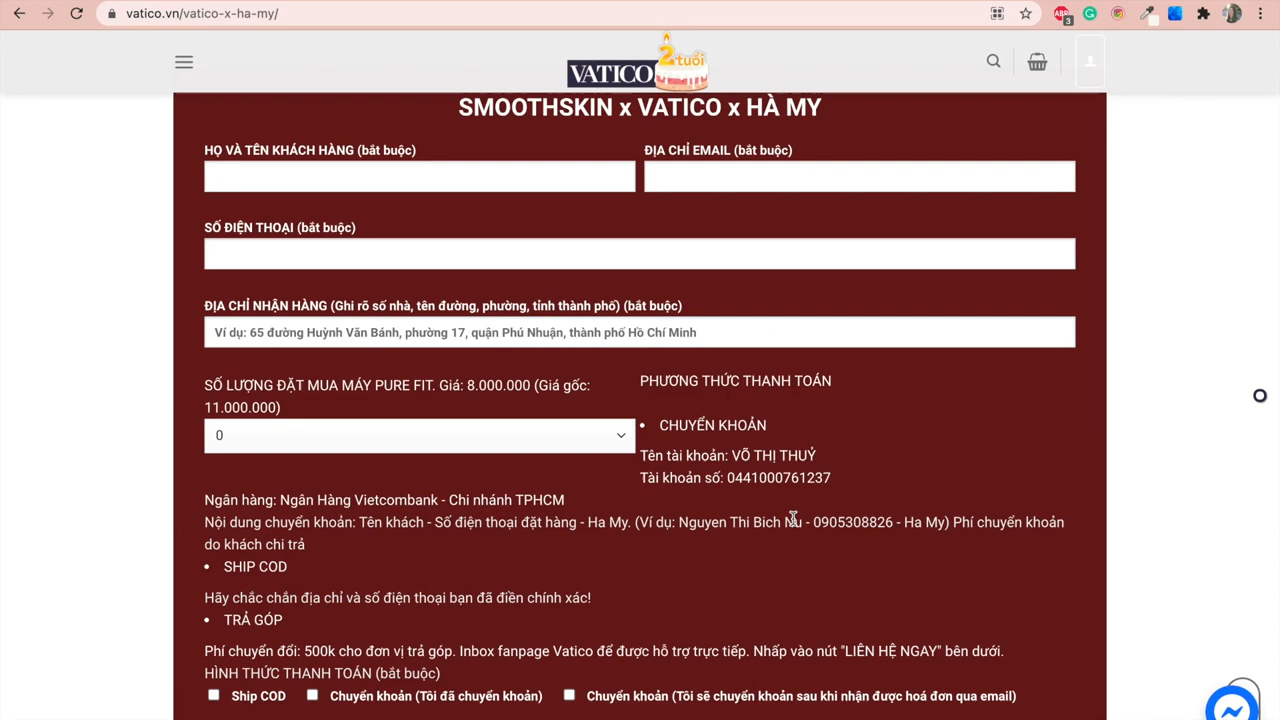 vatico.vn/vatico-x-ha-my/
ABP
3
VATICO
2
tuổi
SMOOTHSKIN x VATICO x HÀ MY
HỌ VÀ TÊN KHÁCH HÀNG (bắt buộc)
ĐỊA CHỈ EMAIL (bắt buộc)
SỐ ĐIỆN THOẠI (bắt buộc)
ĐỊA CHỈ NHẬN HÀNG (Ghi rõ số nhà, tên đường, phường, tỉnh thành phố) (bắt buộc)
Ví dụ: 65 đường Huỳnh Văn Bánh, phường 17, quận Phú Nhuận, thành phố Hồ Chí Minh
SỐ LƯỢNG ĐẶT MUA MÁY PURE FIT. Giá: 8.000.000 (Giá gốc:
11.000.000)
0
PHƯƠNG THỨC THANH TOÁN
• CHUYỂN KHOẢN
Tên tài khoản: VÕ THỊ THUỶ
Tài khoản số: 0441000761237
Ngân hàng: Ngân Hàng Vietcombank - Chi nhánh TPHCM
Nội dung chuyển khoản: Tên khách - Số điện thoại đặt hàng - Ha My. (Ví dụ: Nguyen Thi Bich Nu - 0905308826 - Ha My) Phí chuyển khoản
do khách chi trả
• SHIP COD
Hãy chắc chắn địa chỉ và số điện thoại bạn đã điền chính xác!
• TRẢ GÓP
Phí chuyển đổi: 500k cho đơn vị trả góp. Inbox fanpage Vatico để được hỗ trợ trực tiếp. Nhấp vào nút "LIÊN HỆ NGAY" bên dưới.
HÌNH THỨC THANH TOÁN (bắt buộc)
Ship COD
Chuyển khoản (Tôi đã chuyển khoản)
Chuyển khoản (Tôi sẽ chuyển khoản sau khi nhận được hoá đơn qua email)